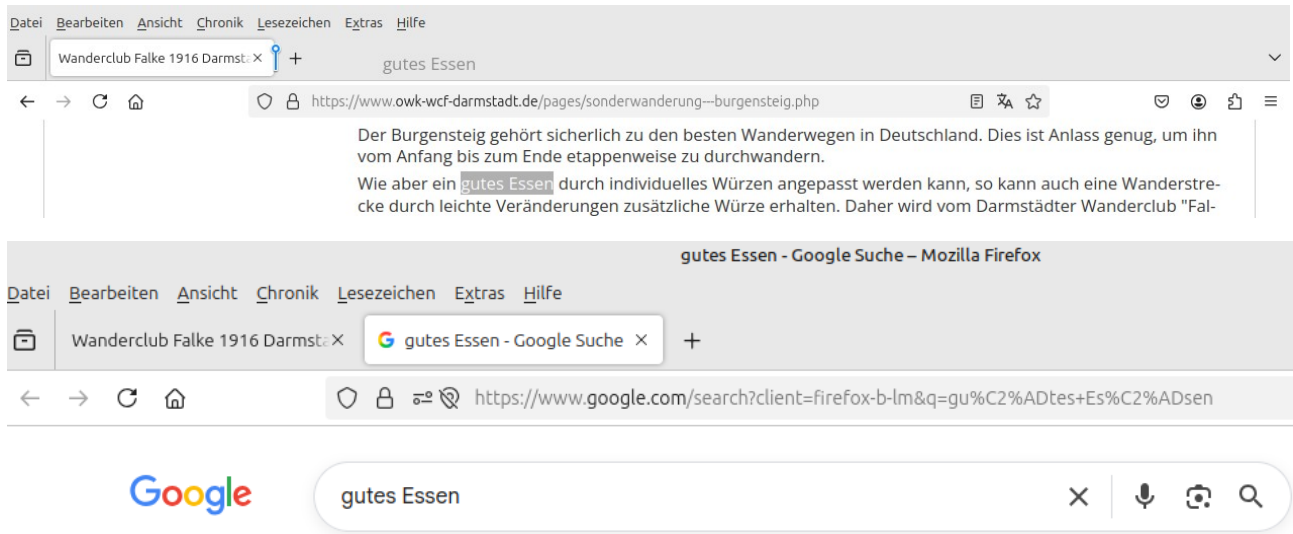 Datei Bearbeiten Ansicht Chronik Lesezeichen Extras Hilfe
Wanderclub Falke 1916 Darmsta
gutes Essen
https://www.owk-wcf-darmstadt.de/pages/sonderwanderung---burgensteig.php
Der Burgensteig gehört sicherlich zu den besten Wanderwegen in Deutschland. Dies ist Anlass genug, um ihn
vom Anfang bis zum Ende etappenweise zu durchwandern.
Wie aber ein gutes Essen durch individuelles Würzen angepasst werden kann, so kann auch eine Wanderstre-
cke durch leichte Veränderungen zusätzliche Würze erhalten. Daher wird vom Darmstädter Wanderclub "Fal-
gutes Essen - Google Suche – Mozilla Firefox
Datei Bearbeiten Ansicht Chronik Lesezeichen Extras Hilfe
Wanderclub Falke 1916 Darmsta
G gutes Essen - Google Suche
https://www.google.com/search?client=firefox-b-lm&q=gu%C2%ADtes+Es%C2%ADsen
Google gutes Essen